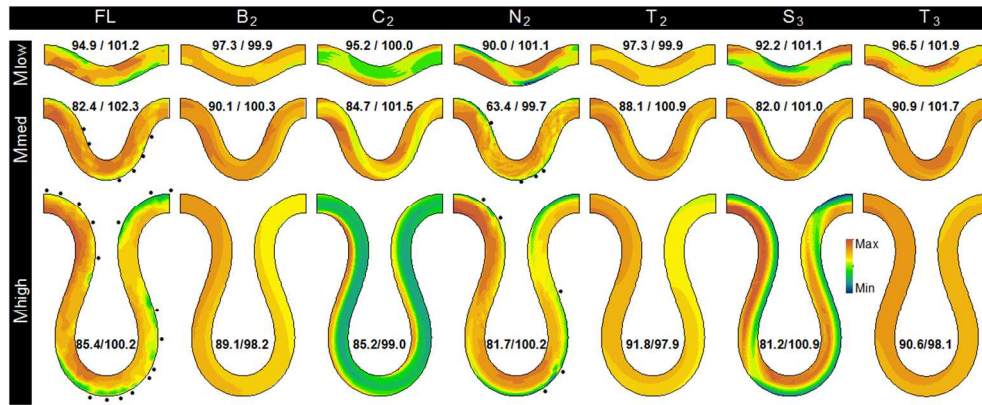 FL B₂ C₂ N₂ T₂ S₃ T₃
Mlow
94.9 / 101.2 97.3 / 99.9 95.2 / 100.0 90.0 / 101.1 97.3 / 99.9 92.2 / 101.1 96.5 / 101.9
Mmed
82.4 / 102.3 90.1 / 100.3 84.7 / 101.5 63.4 / 99.7 88.1 / 100.9 82.0 / 101.0 90.9 / 101.7
Mhigh
Max
Min
85.4/100.2 89.1/98.2 85.2/99.0 81.7/100.2 91.8/97.9 81.2/100.9 90.6/98.1